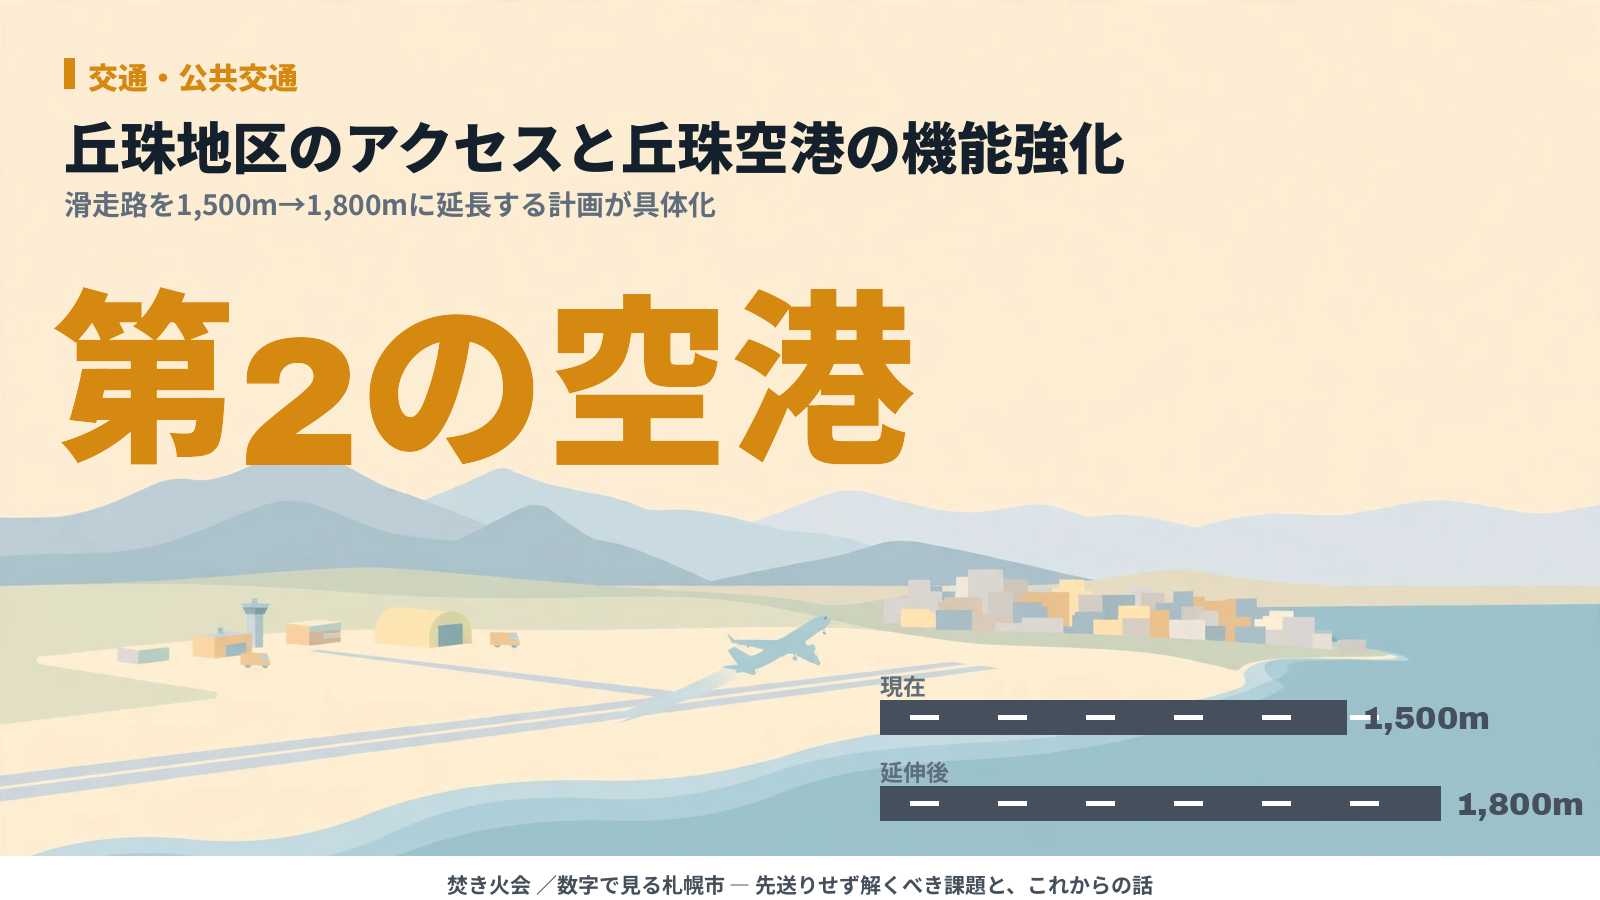 交通・公共交通
丘珠地区のアクセスと丘珠空港の機能強化
滑走路を1,500m→1,800mに延長する計画が具体化
第2の空港
現在
1,500m
延伸後
1,800m
焚き火会 ／数字で見る札幌市 — 先送りせず解くべき課題と、これからの話